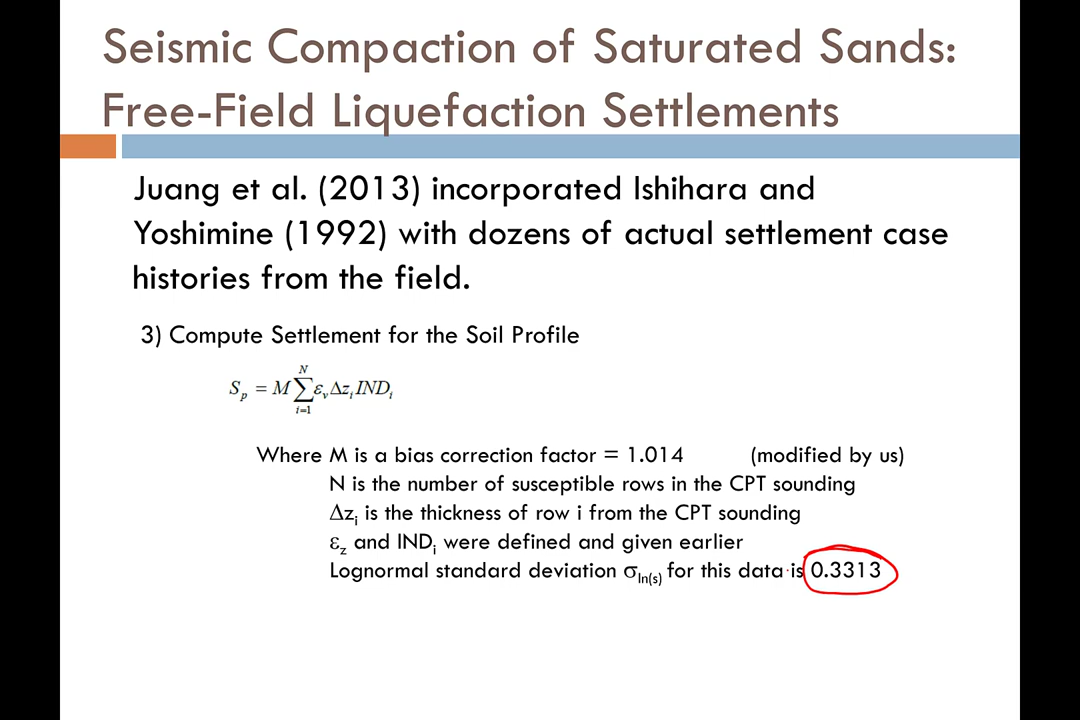 Seismic Compaction of Saturated Sands:
Free-Field Liquefaction Settlements
Juang et al. (2013) incorporated Ishihara and
Yoshimine (1992) with dozens of actual settlement case
histories from the field.
3) Compute Settlement for the Soil Profile
S_p = M \sum_{i=1}^{N} ε_v Δz_i IND_i
Where M is a bias correction factor = 1.014 (modified by us)
N is the number of susceptible rows in the CPT sounding
Δz_i is the thickness of row i from the CPT sounding
ε_z and IND_i were defined and given earlier
Lognormal standard deviation σ_ln(s) for this data is 0.3313